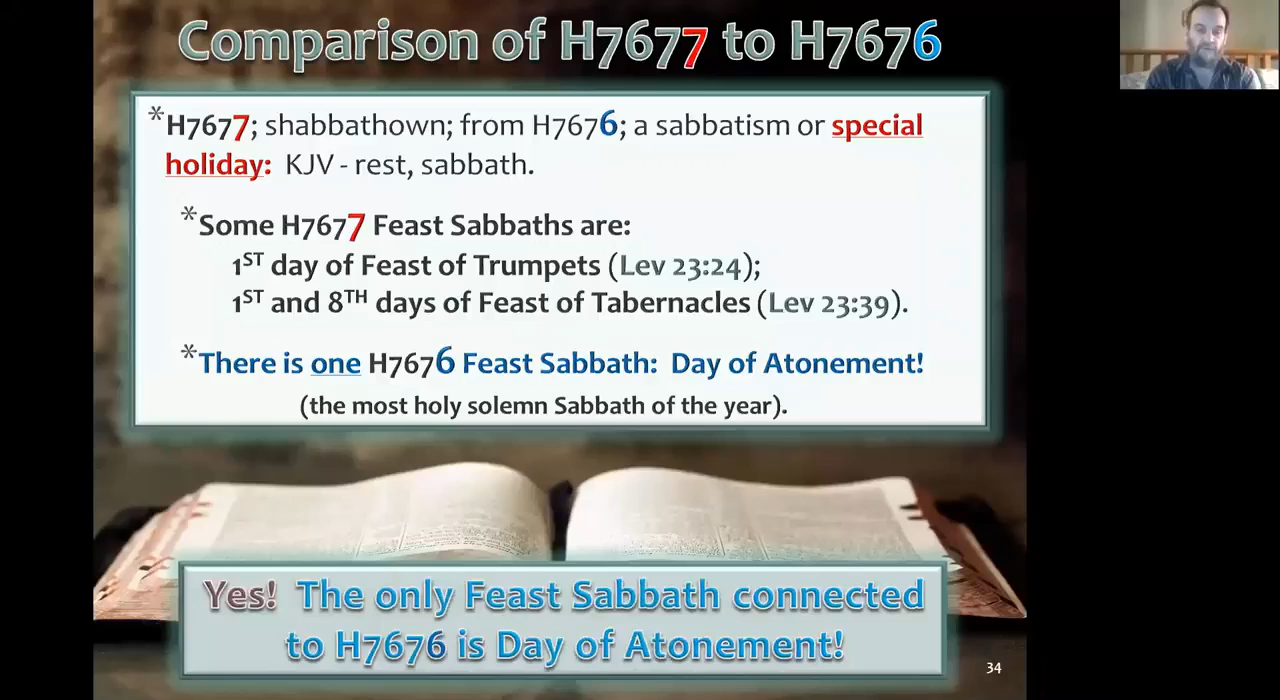 Comparison of H7677 to H7676
*H7677; shabbathown; from H7676; a sabbatism or special
holiday: KJV - rest, sabbath.
*Some H7677 Feast Sabbaths are:
1ST day of Feast of Trumpets (Lev 23:24);
1ST and 8TH days of Feast of Tabernacles (Lev 23:39).
*There is one H7676 Feast Sabbath: Day of Atonement!
(the most holy solemn Sabbath of the year).
Yes! The only Feast Sabbath connected
to H7676 is Day of Atonement!
34